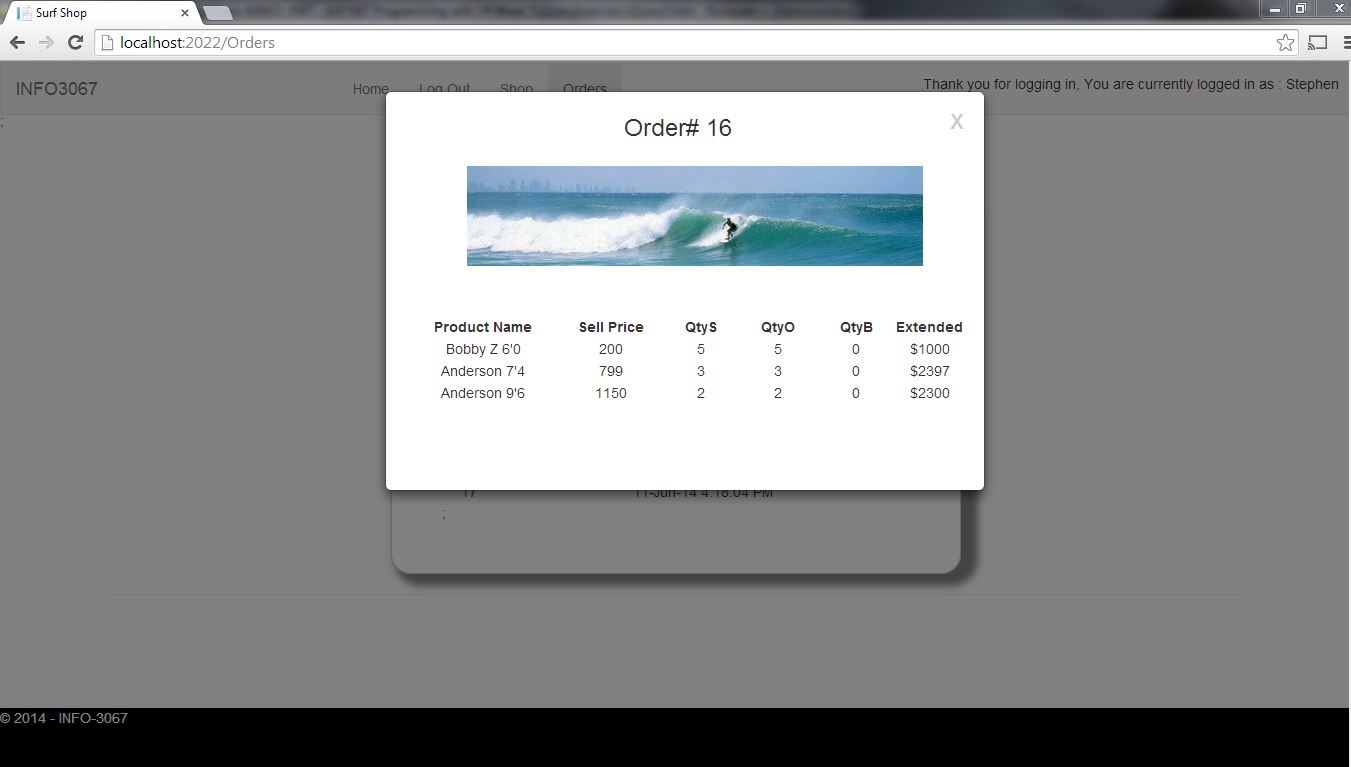 Surf Shop
localhost:2022/Orders
INFO3067 Home Log Out Shop Orders Thank you for logging in, You are currently logged in as : Stephen
;
Order# 16 X
Product Name Sell Price QtyS QtyO QtyB Extended
Bobby Z 6'0 200 5 5 0 $1000
Anderson 7'4 799 3 3 0 $2397
Anderson 9'6 1150 2 2 0 $2300
17 11-Jun-14 4:18:04 PM
;
© 2014 - INFO-3067